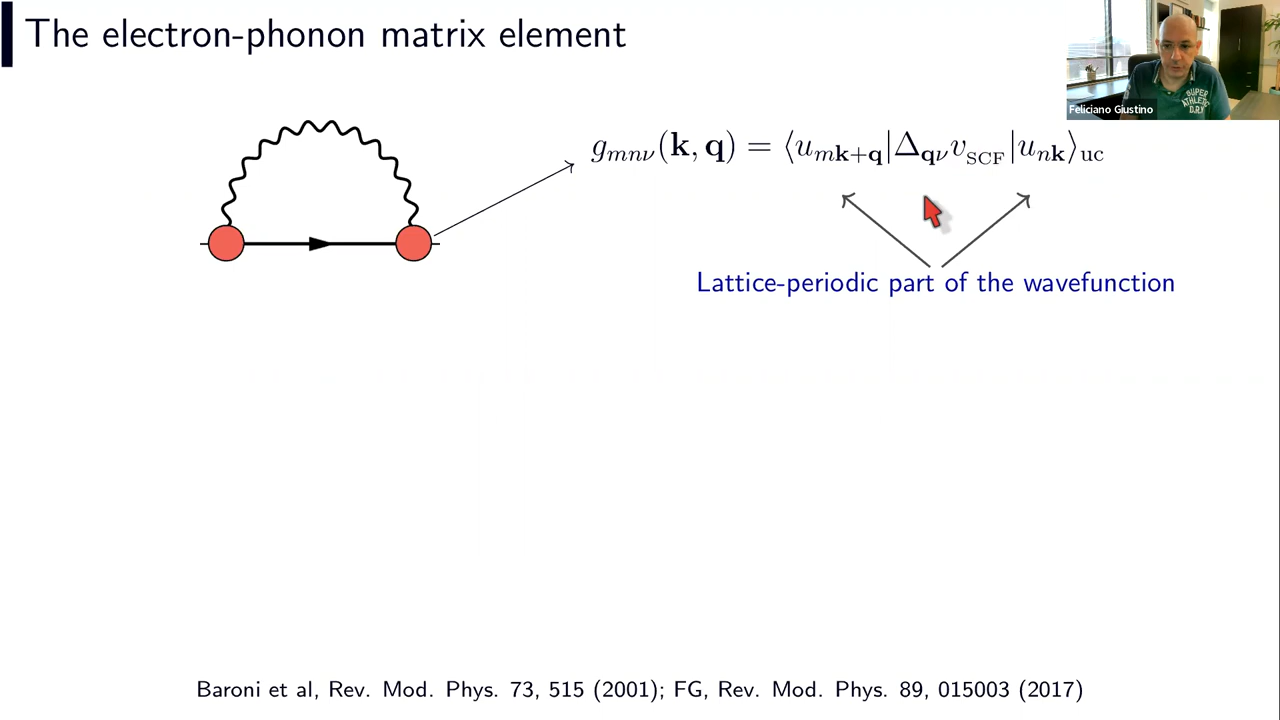 The electron-phonon matrix element
SUPER
ATHLETIC
D.R.Y
Feliciano Giustino
g_{mnν}(k, q) = ⟨u_{mk+q}|Δ_{qν}v_{SCF}|u_{nk}⟩_{uc}
Lattice-periodic part of the wavefunction
Baroni et al, Rev. Mod. Phys. 73, 515 (2001); FG, Rev. Mod. Phys. 89, 015003 (2017)